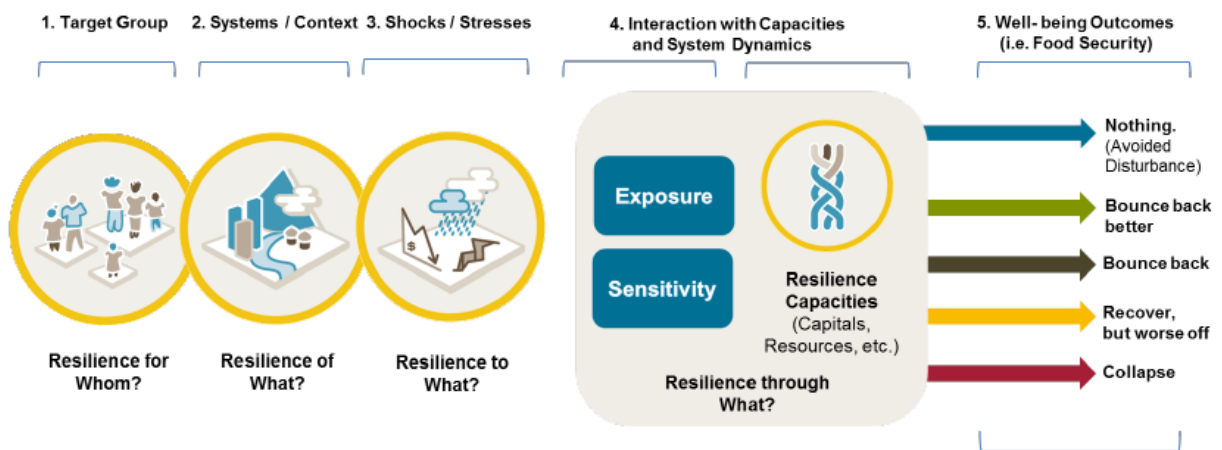 1. Target Group
2. Systems / Context
3. Shocks / Stresses
4. Interaction with Capacities
and System Dynamics
5. Well- being Outcomes
(i.e. Food Security)
$
Resilience for
Whom?
Resilience of
What?
Resilience to
What?
Exposure
Sensitivity
Resilience
Capacities
(Capitals,
Resources, etc.)
Resilience through
What?
Nothing.
(Avoided
Disturbance)
Bounce back
better
Bounce back
Recover,
but worse off
Collapse